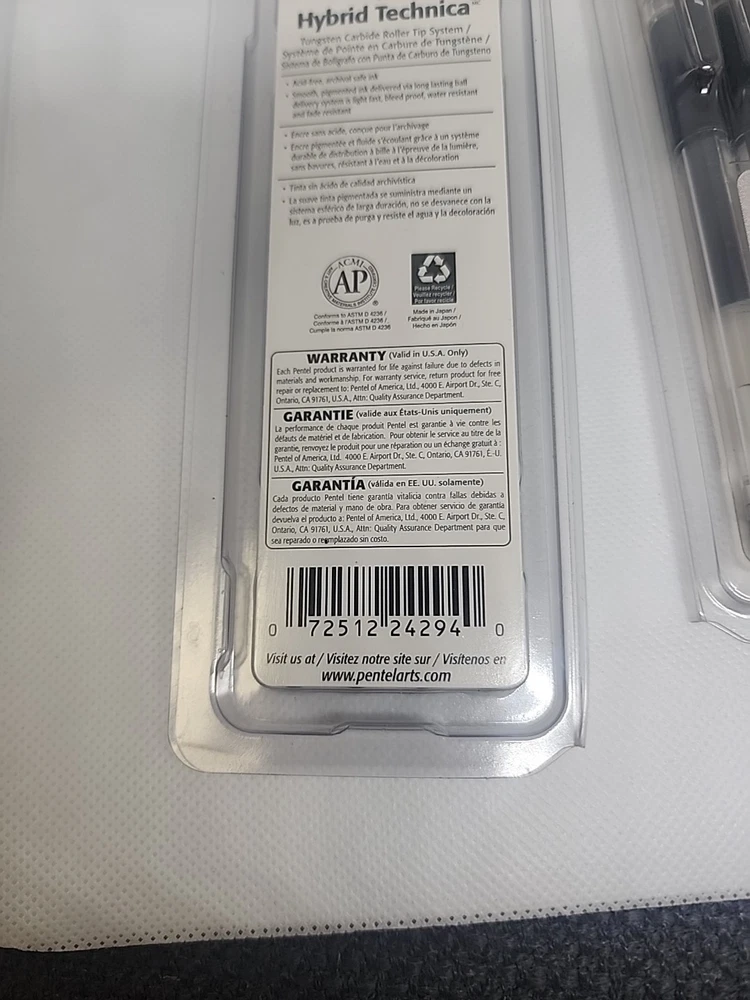 Hybrid Technica MC
Tungsten Carbide Roller Tip System /
Système de Pointe en Carbure de Tungstène /
Sistema de Bolígrafo con Punta de Carburo de Tungsteno
• Acid free, archival safe ink
• Smooth, pigmented ink delivered via long lasting ball
delivery system is light fast, bleed proof, water resistant
and fade resistant
• Encre sans acide, conçue pour l'archivage
• Encre pigmentée et fluide s'écoulant grâce à un système
durable de distribution à bille à l'épreuve de la lumière,
sans bavures, résistant à l'eau et à la décoloration
• Tinta sin ácido de calidad archivística
• La suave tinta pigmentada se suministra mediante un
sistema esférico de larga duración, no se desvanece con la
luz, es a prueba de purga y resiste el agua y la decoloración
ACMI
AP
®
Conforms to ASTM D 4236 /
Conforme à l'ASTM D 4236 /
Cumple la norma ASTM D 4236
Please Recycle /
Veuillez recycler /
Por favor recicle
Made in Japan /
Fabriqué au Japon /
Hecho en Japón
WARRANTY (Valid in U.S.A. Only)
Each Pentel product is warranted for life against failure due to defects in
materials and workmanship. For warranty service, return product for free
repair or replacement to: Pentel of America, Ltd., 4000 E. Airport Dr., Ste. C,
Ontario, CA 91761, U.S.A., Attn: Quality Assurance Department.
GARANTIE (valide aux États-Unis uniquement)
La performance de chaque produit Pentel est garantie à vie contre les
défauts de matériel et de fabrication. Pour obtenir le service au titre de la
garantie, renvoyez le produit pour une réparation ou un échange gratuit à :
Pentel of America, Ltd. 4000 E. Airport Dr., Ste. C, Ontario, CA 91761, É.-U.
U.S.A., Attn: Quality Assurance Department.
GARANTÍA (válida en EE. UU. solamente)
Cada producto Pentel tiene garantía vitalicia contra fallas debidas a
defectos de material y mano de obra. Para obtener servicio de garantía
devuelva el producto a: Pentel of America, Ltd., 4000 E. Airport Dr., Ste. C,
Ontario, CA 91761, U.S.A., Attn: Quality Assurance Department para que
sea reparado o reemplazado sin costo.
0 72512 24294 0
Visit us at / Visitez notre site sur / Visítenos en
www.pentelarts.com